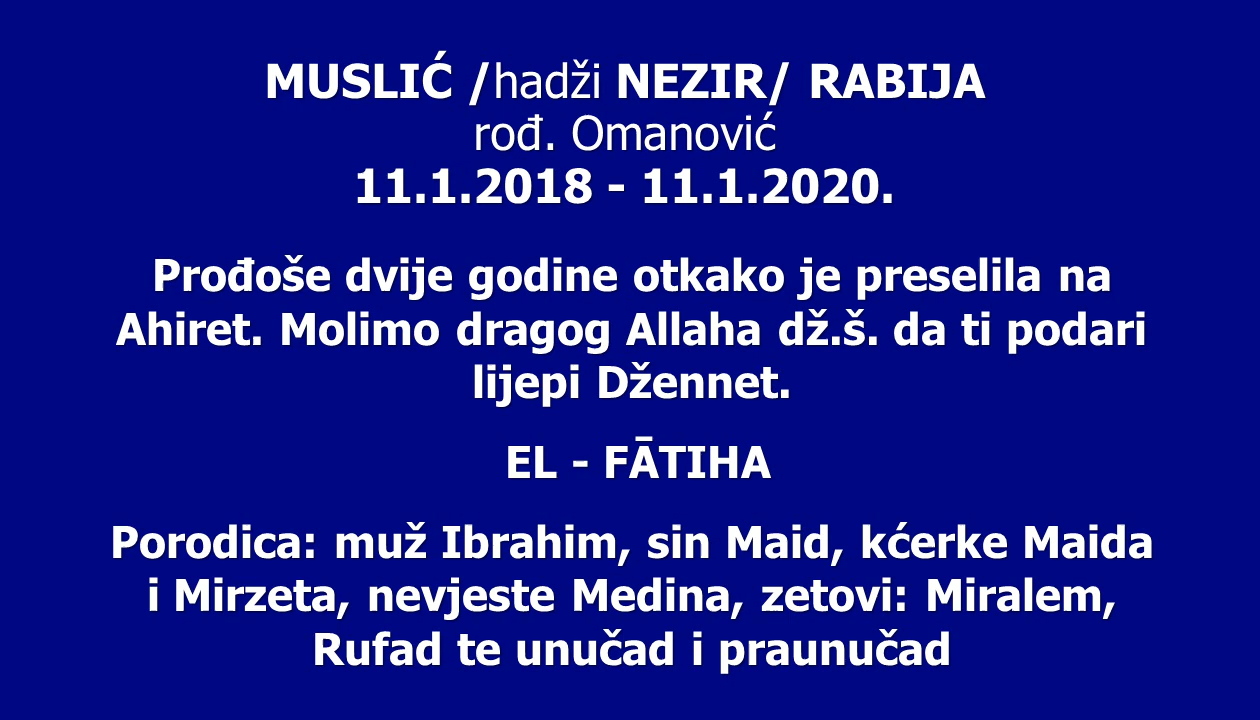 MUSLIĆ /hadži NEZIR/ RABIJA
rođ. Omanović
11.1.2018 - 11.1.2020.
Prođoše dvije godine otkako je preselila na
Ahiret. Molimo dragog Allaha dž.š. da ti podari
lijepi Džennet.
EL - FĀTIHA
Porodica: muž Ibrahim, sin Maid, kćerke Maida
i Mirzeta, nevjeste Medina, zetovi: Miralem,
Rufad te unučad i praunučad